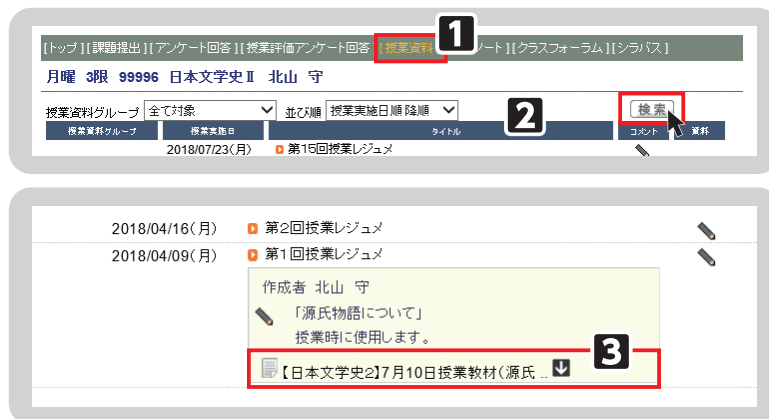 [トップ][課題提出][アンケート回答][授業評価アンケート回答][授業資料 1 ノート][クラスフォーラム][シラバス]
月曜 3限 99996 日本文学史Ⅱ 北山 守
授業資料グループ 全て対象 並び順 授業実施日順 降順 2 検索
授業資料グループ 授業実施日 タイトル コメント 資料
2018/07/23(月) 第15回授業レジュメ
2018/04/16(月) 第2回授業レジュメ
2018/04/09(月) 第1回授業レジュメ
作成者 北山 守
「源氏物語について」
授業時に使用します。
【日本文学史2】7月10日授業教材(源氏 .. 3